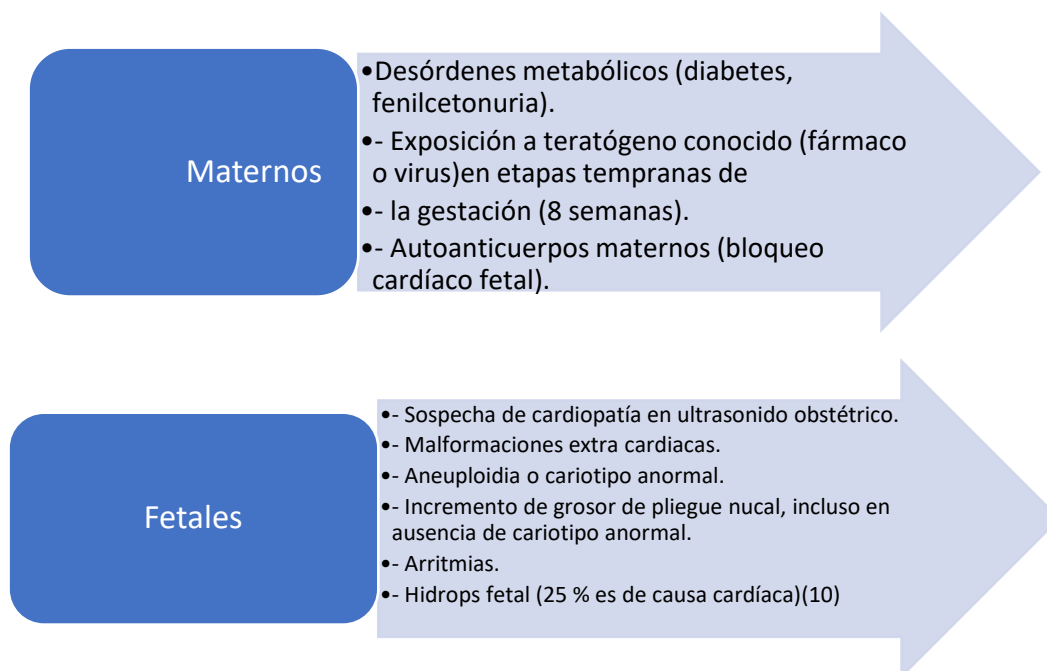 Maternos
•Desórdenes metabólicos (diabetes,
fenilcetonuria).
•- Exposición a teratógeno conocido (fármaco
o virus)en etapas tempranas de
•- la gestación (8 semanas).
•- Autoanticuerpos maternos (bloqueo
cardíaco fetal).
Fetales
•- Sospecha de cardiopatía en ultrasonido obstétrico.
•- Malformaciones extra cardiacas.
•- Aneuploidia o cariotipo anormal.
•- Incremento de grosor de pliegue nucal, incluso en
ausencia de cariotipo anormal.
•- Arritmias.
•- Hidrops fetal (25 % es de causa cardíaca)(10)